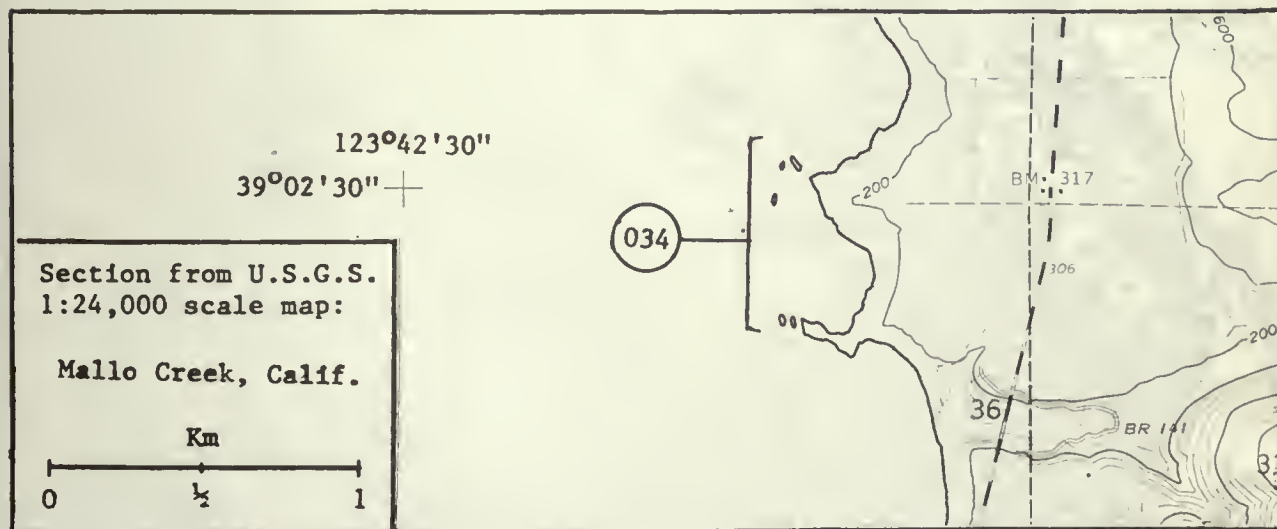 123°42'30"
39°02'30"
034
Section from U.S.G.S.
1:24,000 scale map:
Mallo Creek, Calif.
Km
0 ½ 1
600
200
BM 317
306
200
36
BR 141